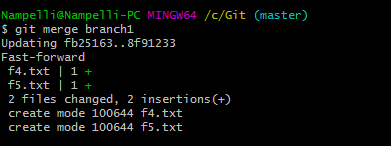 Nampelli@Nampelli-PC MINGW64 /c/Git (master)
$ git merge branch1
Updating fb25163..8f91233
Fast-forward
 f4.txt | 1 +
 f5.txt | 1 +
 2 files changed, 2 insertions(+)
 create mode 100644 f4.txt
 create mode 100644 f5.txt